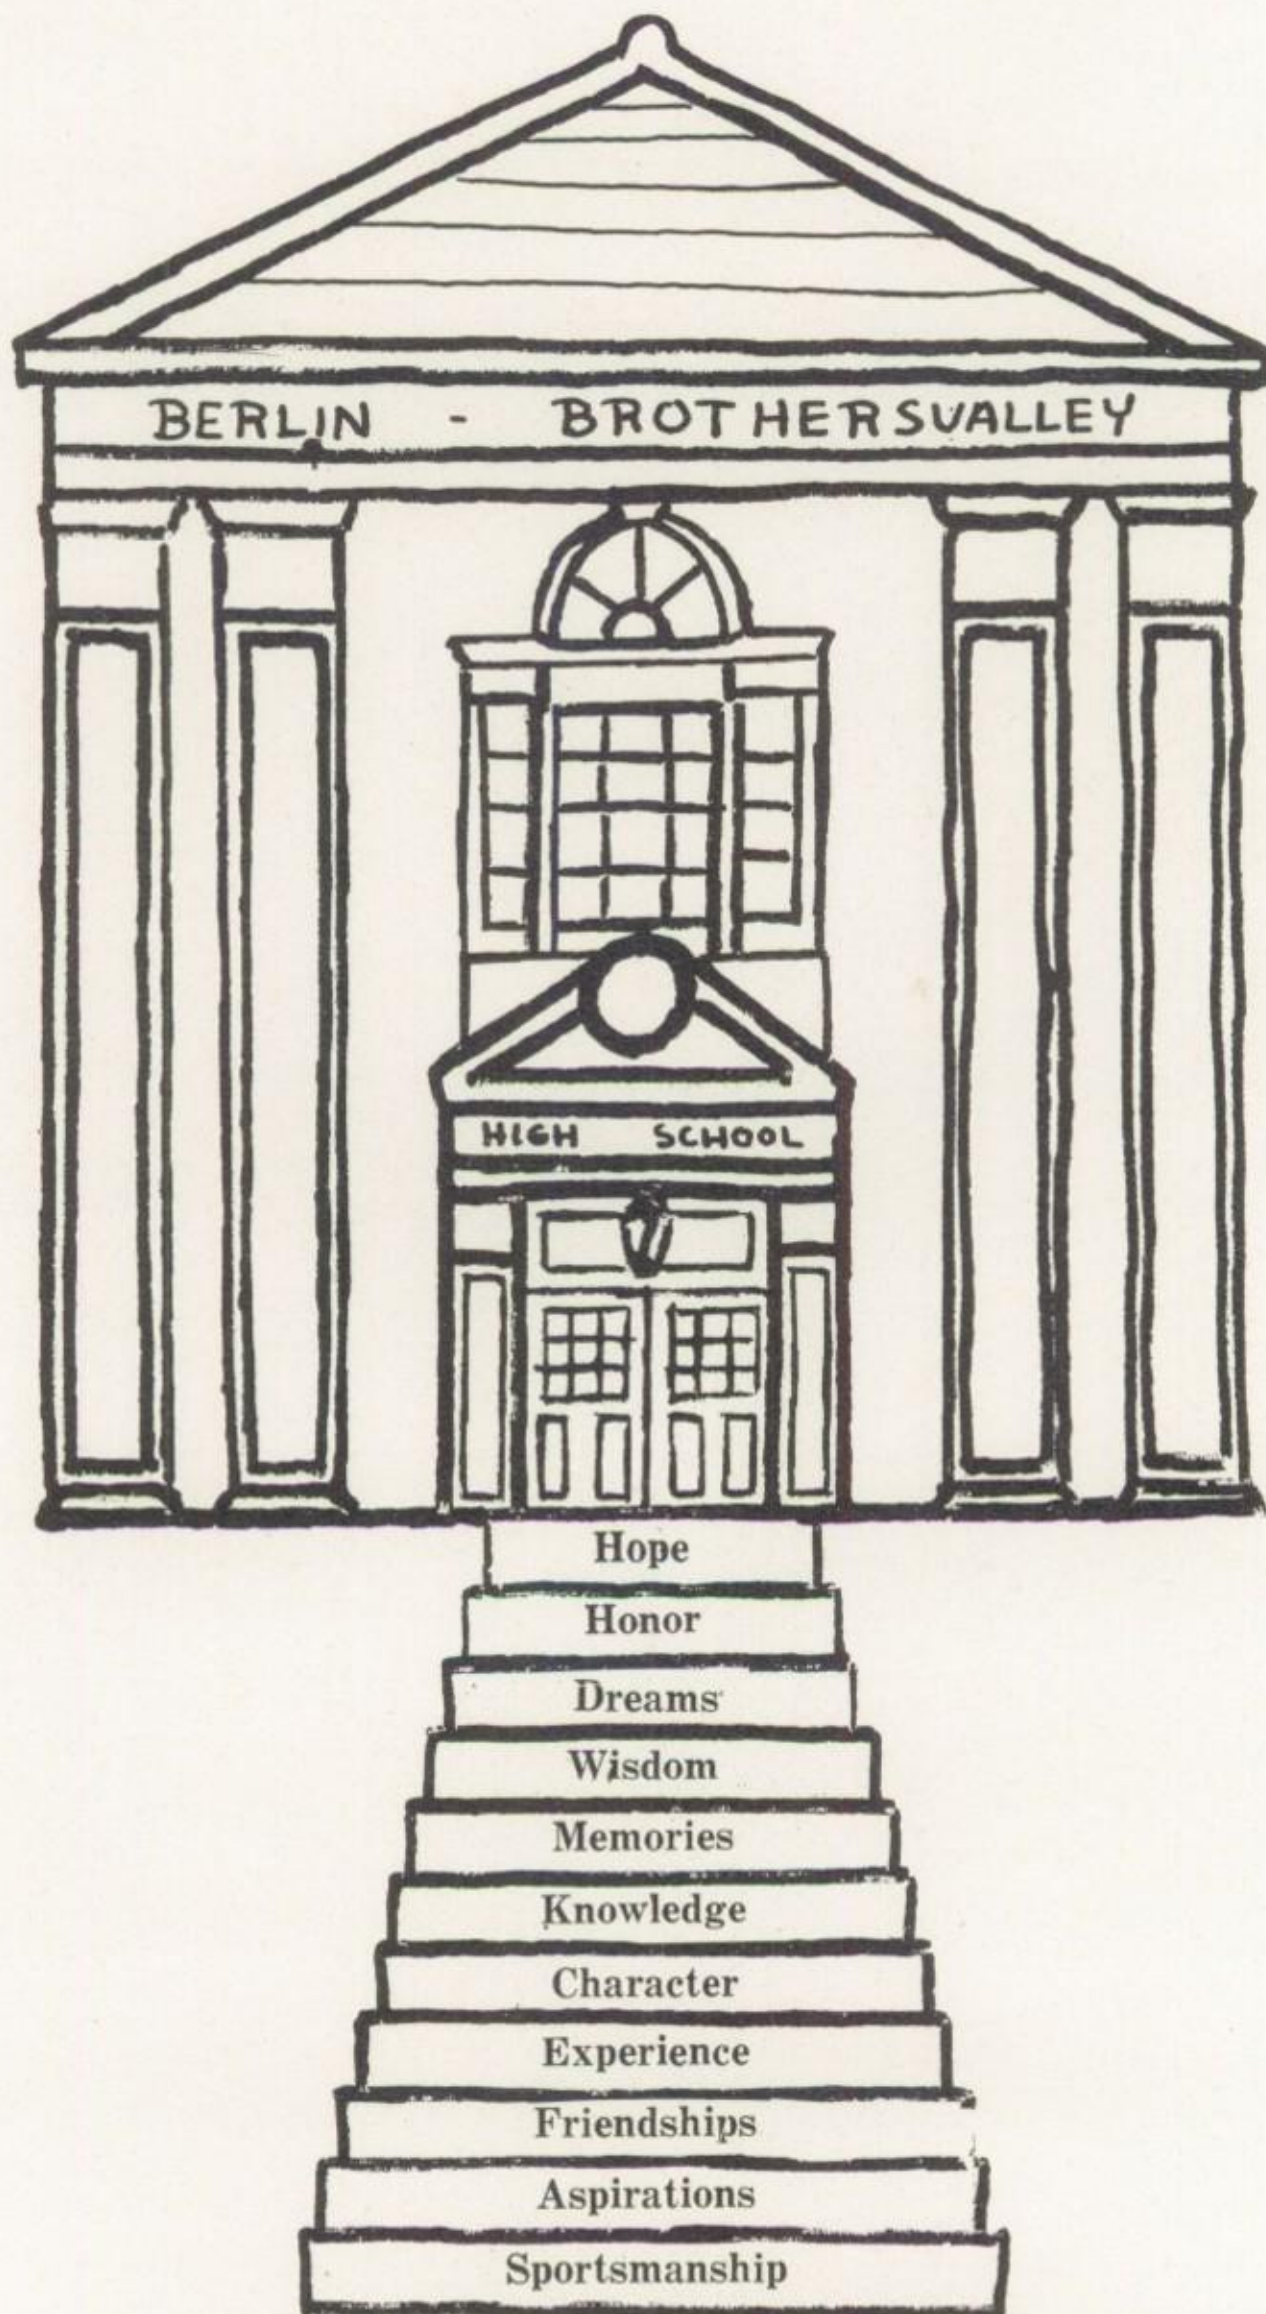 BERLIN - BROTHERSVALLEY
HIGH SCHOOL
Hope
Honor
Dreams
Wisdom
Memories
Knowledge
Character
Experience
Friendships
Aspirations
Sportsmanship